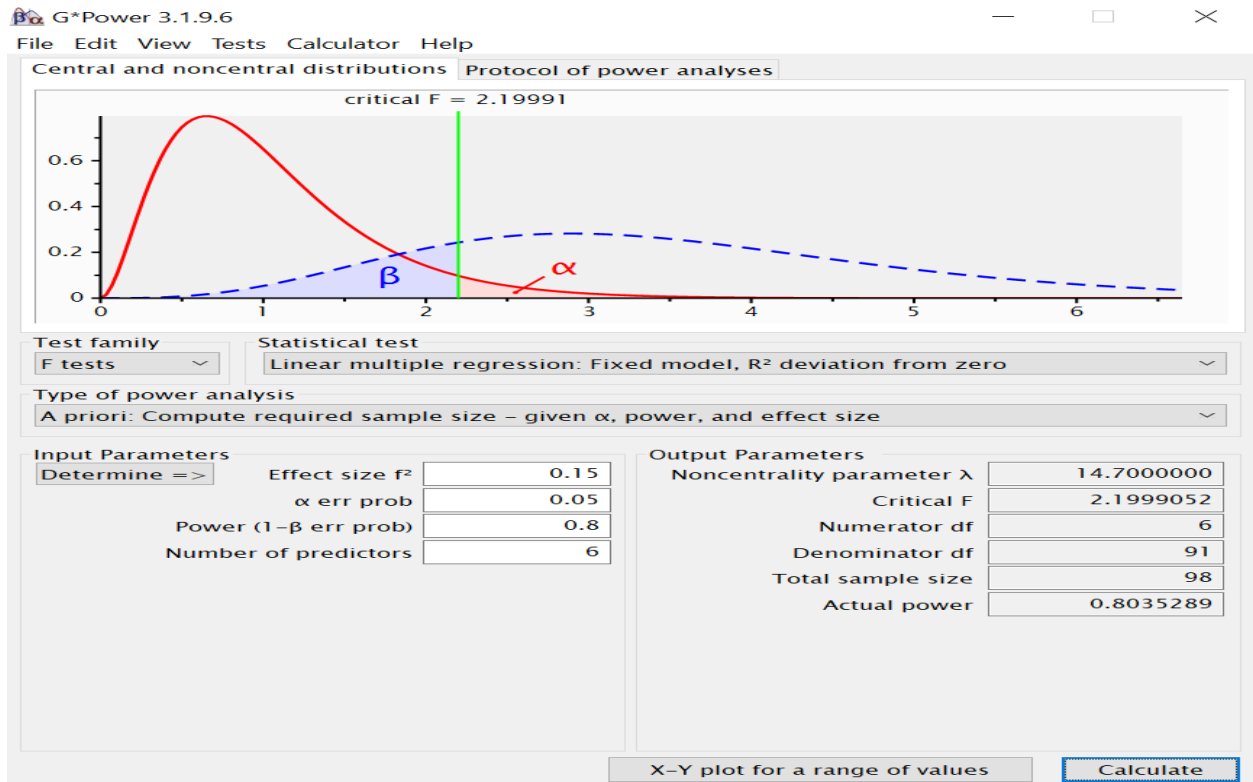 G*Power 3.1.9.6
File Edit View Tests Calculator Help
Central and noncentral distributions Protocol of power analyses
critical F = 2.19991
0.6
0.4
0.2
0
β
α
0 1 2 3 4 5 6
Test family Statistical test
F tests Linear multiple regression: Fixed model, R² deviation from zero
Type of power analysis
A priori: Compute required sample size – given α, power, and effect size
Input Parameters
Determine =>
Effect size f² 0.15
α err prob 0.05
Power (1–β err prob) 0.8
Number of predictors 6
Output Parameters
Noncentrality parameter λ 14.7000000
Critical F 2.1999052
Numerator df 6
Denominator df 91
Total sample size 98
Actual power 0.8035289
X–Y plot for a range of values Calculate